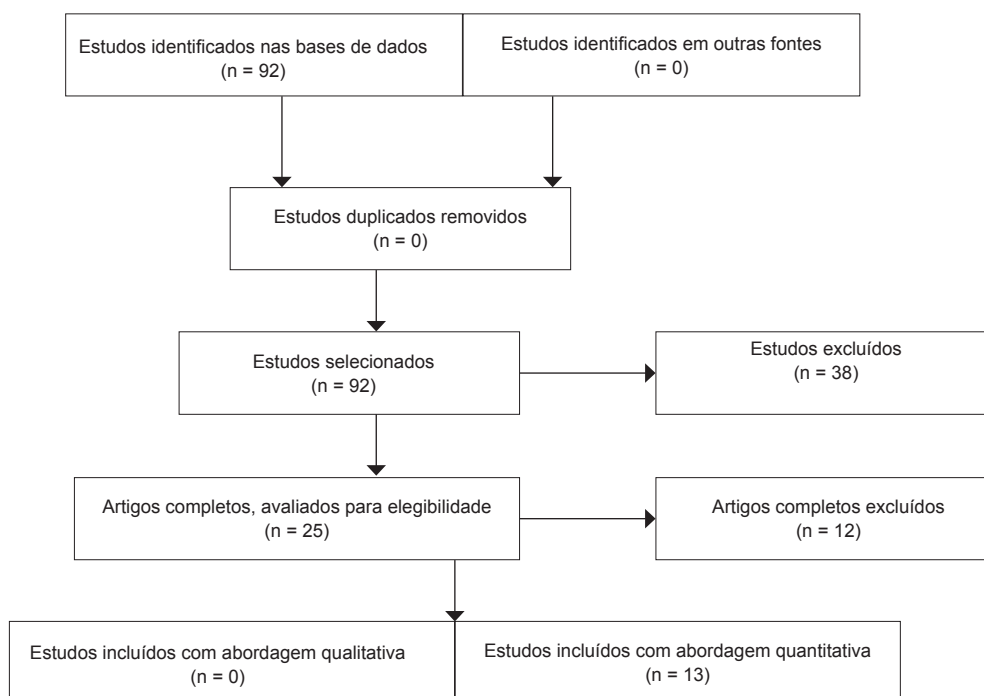 Estudos identificados nas bases de dados
(n = 92)
Estudos identificados em outras fontes
(n = 0)
Estudos duplicados removidos
(n = 0)
Estudos selecionados
(n = 92)
Estudos excluídos
(n = 38)
Artigos completos, avaliados para elegibilidade
(n = 25)
Artigos completos excluídos
(n = 12)
Estudos incluídos com abordagem qualitativa
(n = 0)
Estudos incluídos com abordagem quantitativa
(n = 13)